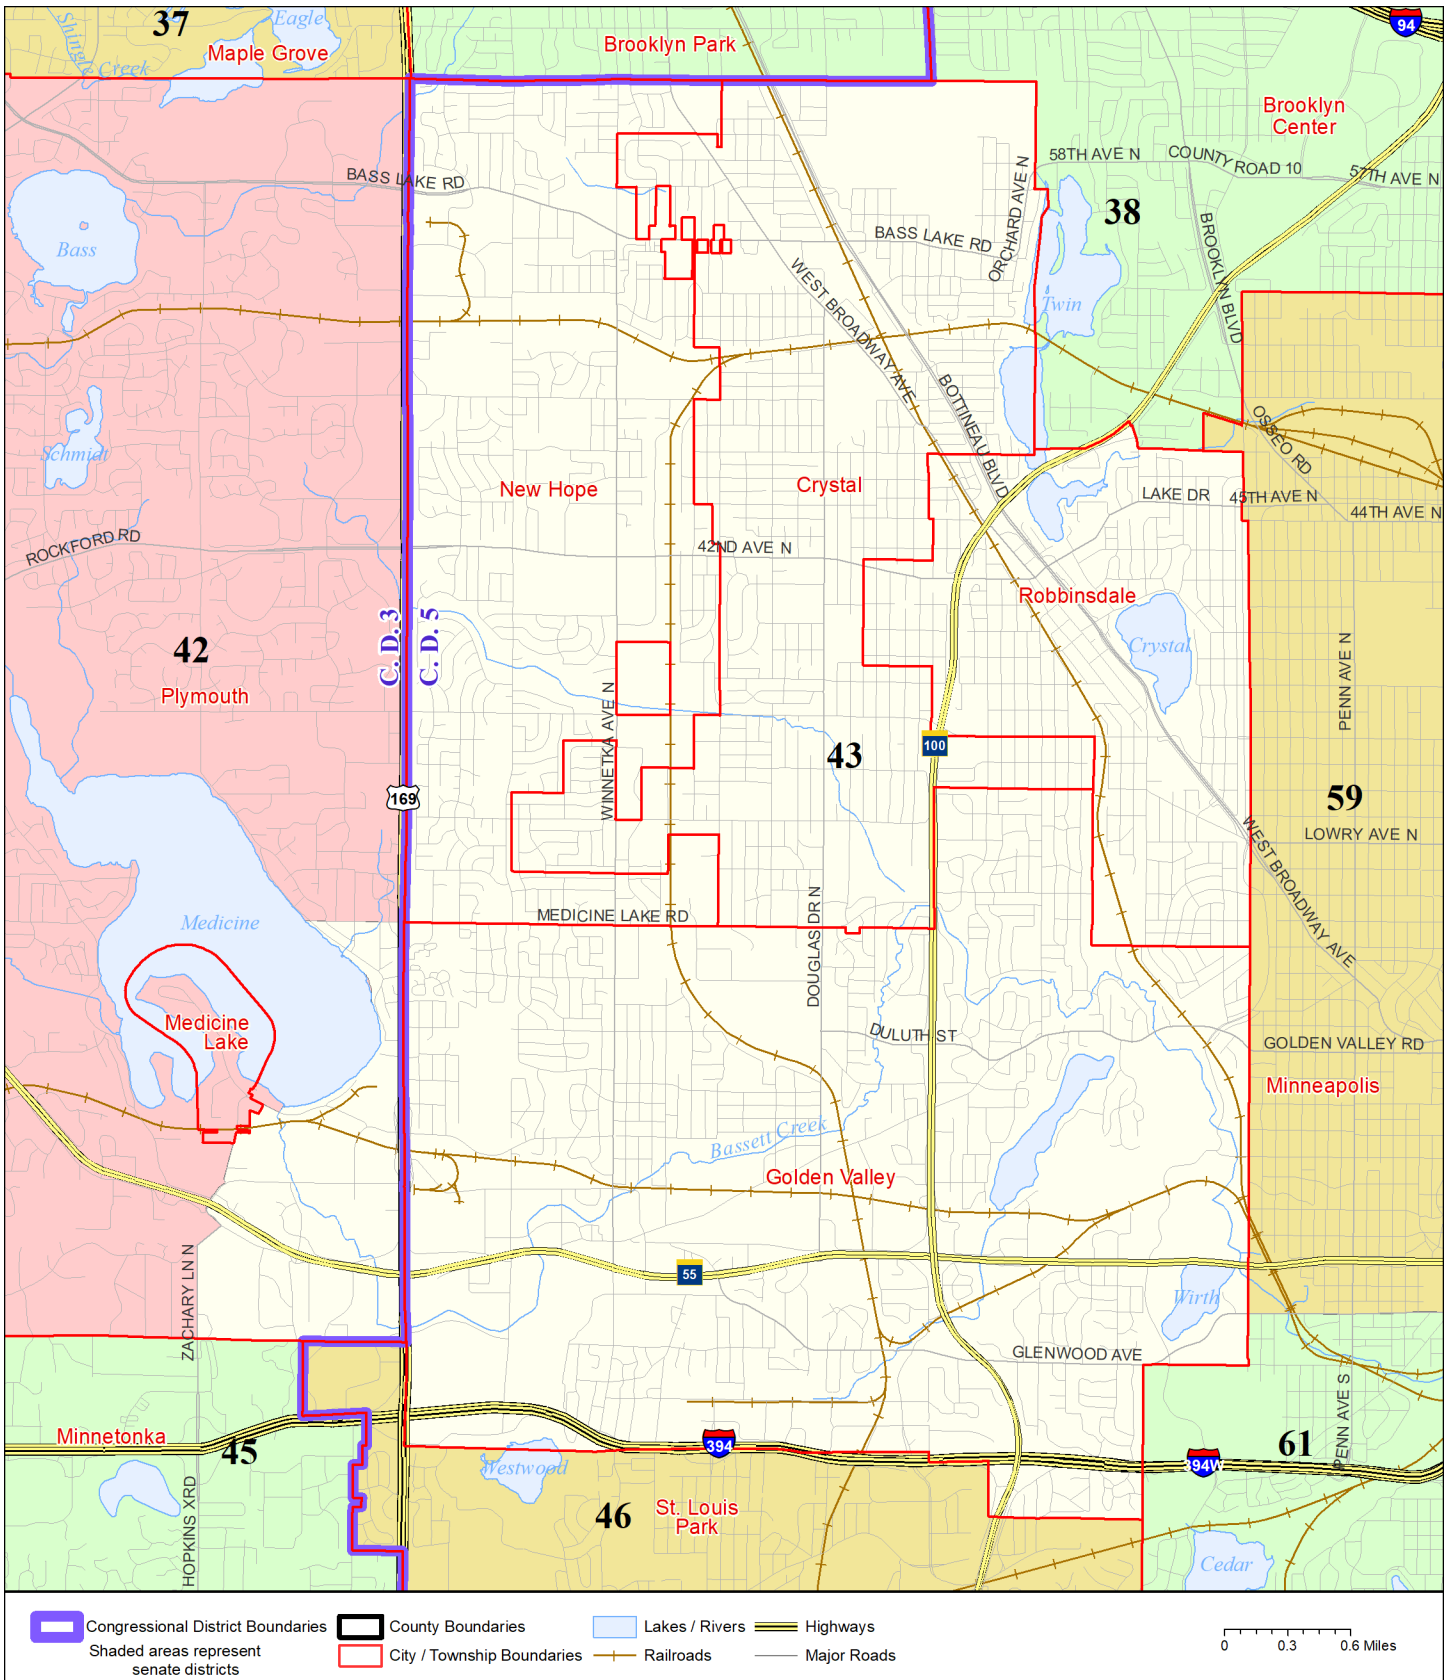 37
Maple Grove
Eagle
Shingle Creek
Brooklyn Park
94
Brooklyn
Center
58TH AVE N
COUNTY ROAD 10
57TH AVE N
BASS LAKE RD
ORCHARD AVE N
38
BROOKLYN BLVD
BASS LAKE RD
Bass
WEST BROADWAY AVE
Twin
BOTTINEAU BLVD
OSSEO RD
Schmidt
New Hope
Crystal
LAKE DR
45TH AVE N
44TH AVE N
ROCKFORD RD
42ND AVE N
Robbinsdale
C. D. 3
C. D. 5
42
Plymouth
Crystal
PENN AVE N
WINNETKA AVE N
43
100
169
59
LOWRY AVE N
WEST BROADWAY AVE
Medicine
MEDICINE LAKE RD
DOUGLAS DR N
Medicine
Lake
DULUTH ST
GOLDEN VALLEY RD
Minneapolis
Bassett Creek
Golden Valley
ZACHARY LN N
55
Wirth
GLENWOOD AVE
PENN AVE S
Minnetonka
45
394
61
394W
Westwood
HOPKINS XRD
46
St. Louis
Park
Cedar
Congressional District Boundaries
County Boundaries
Lakes / Rivers
Highways
Shaded areas represent
senate districts
City / Township Boundaries
Railroads
Major Roads
0 0.3 0.6 Miles